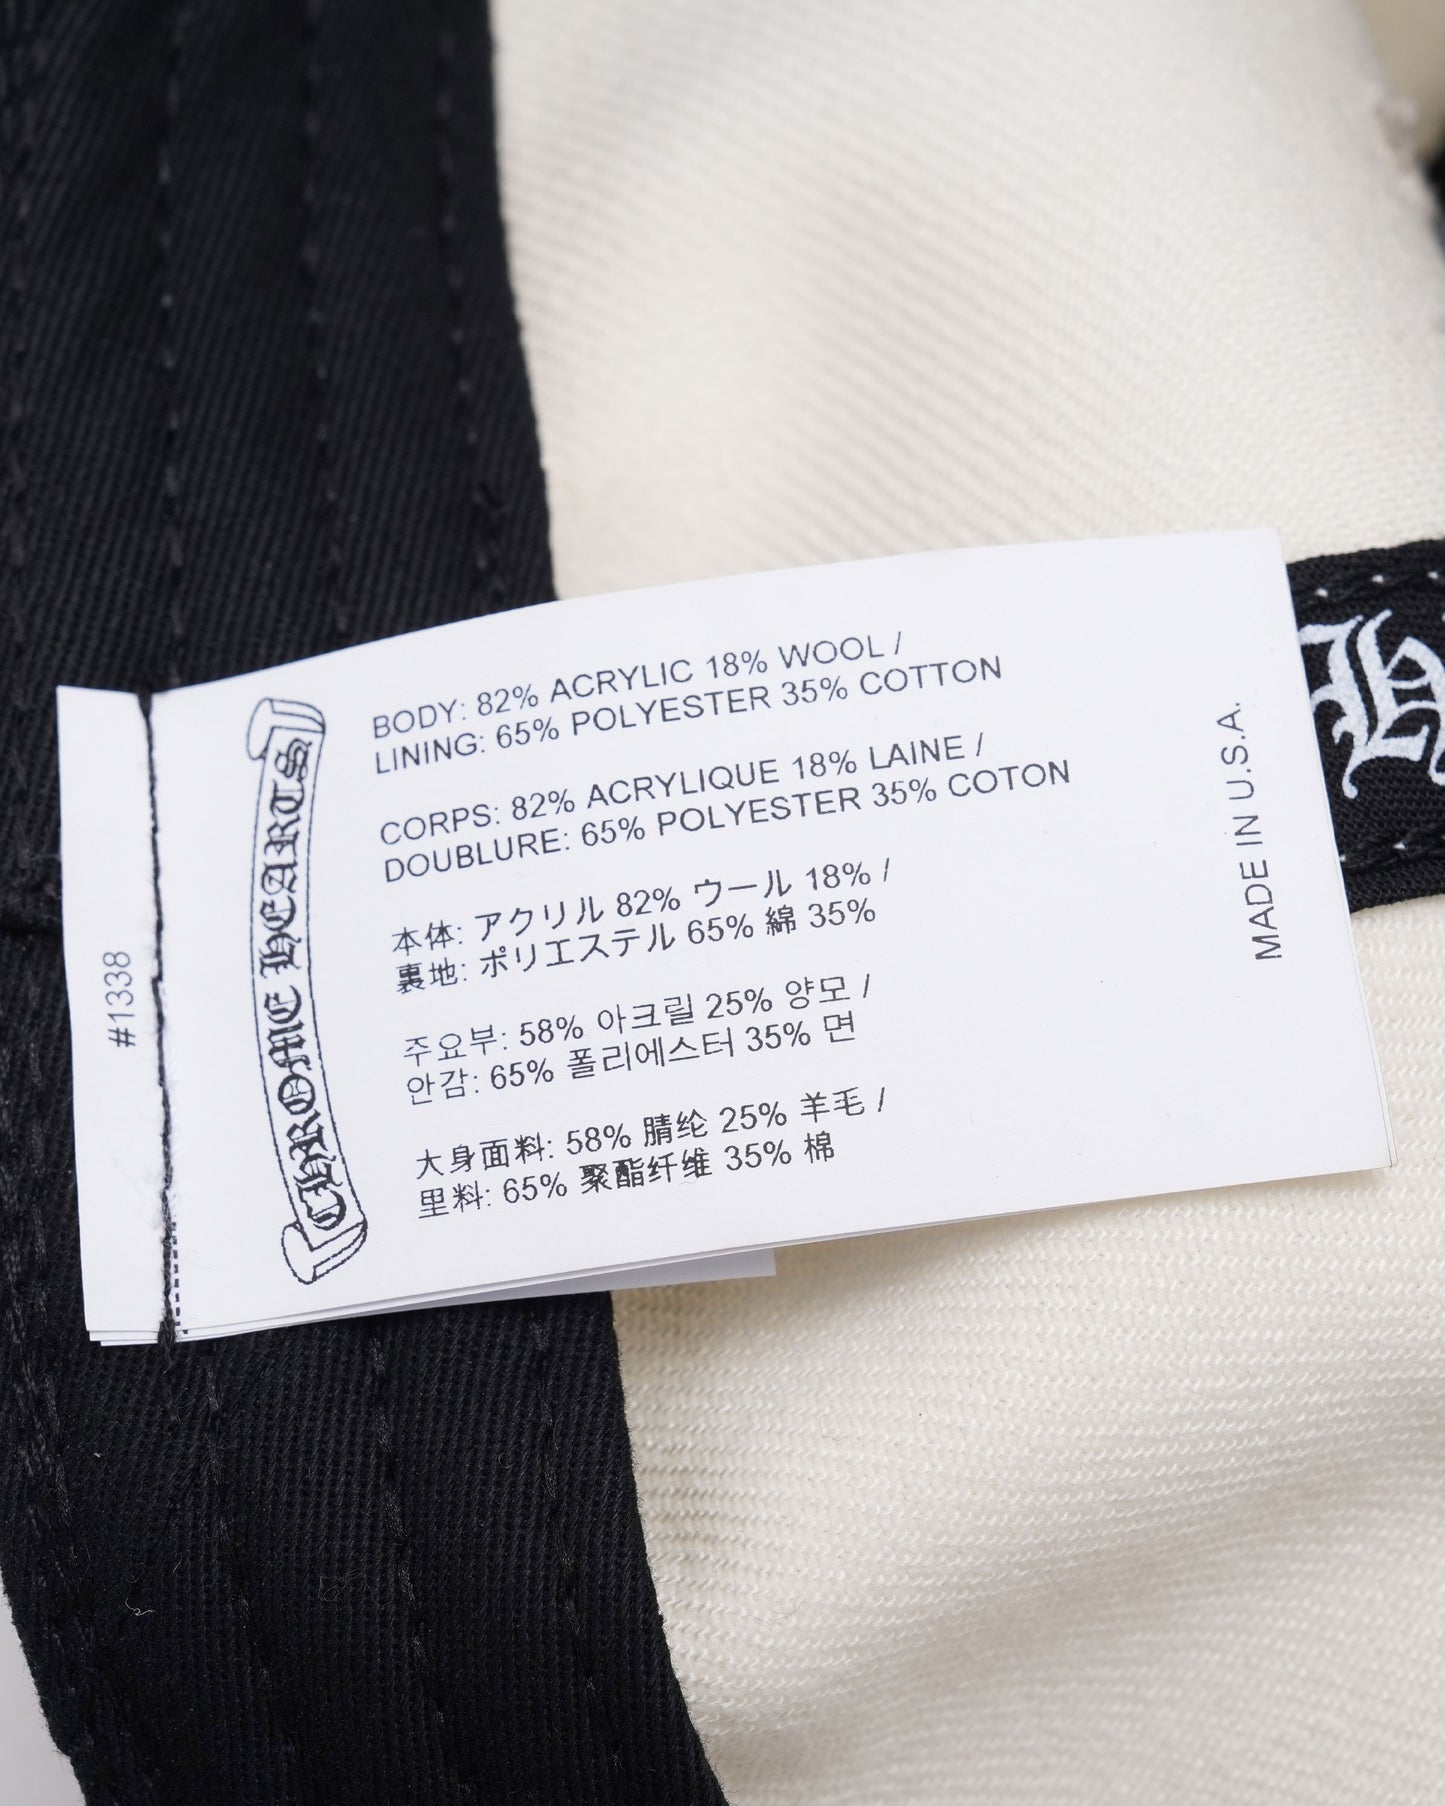 #1338
CHROME HEARTS
BODY: 82% ACRYLIC 18% WOOL /
LINING: 65% POLYESTER 35% COTTON
CORPS: 82% ACRYLIQUE 18% LAINE /
DOUBLURE: 65% POLYESTER 35% COTON
本体: アクリル 82% ウール 18% /
裏地: ポリエステル 65% 綿 35%
주요부: 58% 아크릴 25% 양모 /
안감: 65% 폴리에스터 35% 면
大身面料: 58% 腈纶 25% 羊毛 /
里料: 65% 聚酯纤维 35% 棉
MADE IN U.S.A.